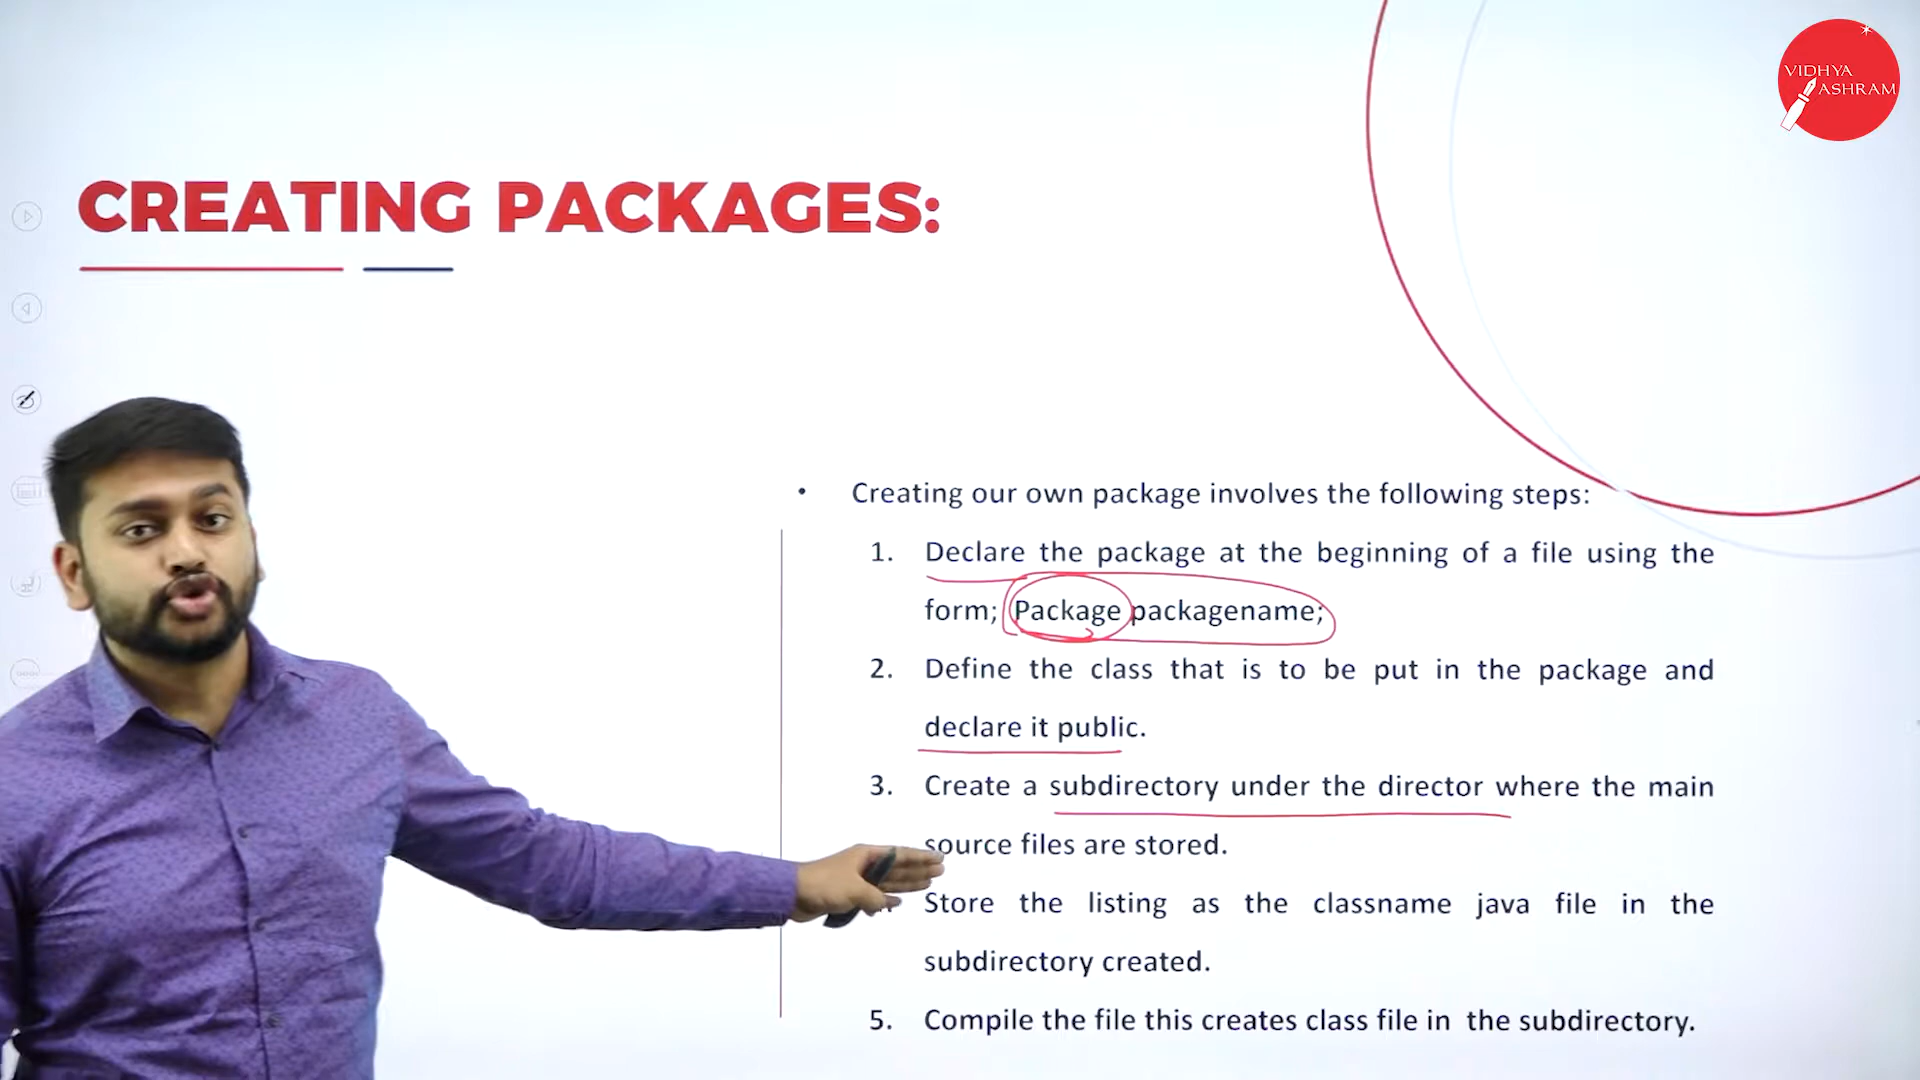 VIDHYA
ASHRAM
CREATING PACKAGES:
• Creating our own package involves the following steps:
1. Declare the package at the beginning of a file using the
form; Package packagename;
2. Define the class that is to be put in the package and
declare it public.
3. Create a subdirectory under the director where the main
source files are stored.
Store the listing as the classname java file in the
subdirectory created.
5. Compile the file this creates class file in the subdirectory.